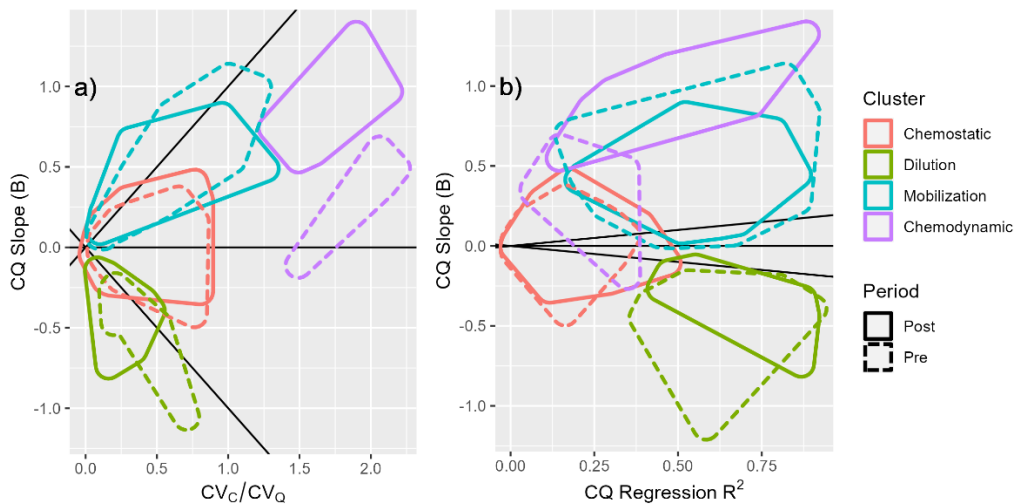 a)
CQ Slope (B)
1.0
0.5
0.0
-0.5
-1.0
0.0
0.5
1.0
1.5
2.0
CV_C/CV_Q
b)
CQ Slope (B)
1.0
0.5
0.0
-0.5
-1.0
0.00
0.25
0.50
0.75
CQ Regression R²
Cluster
Chemostatic
Dilution
Mobilization
Chemodynamic
Period
Post
Pre